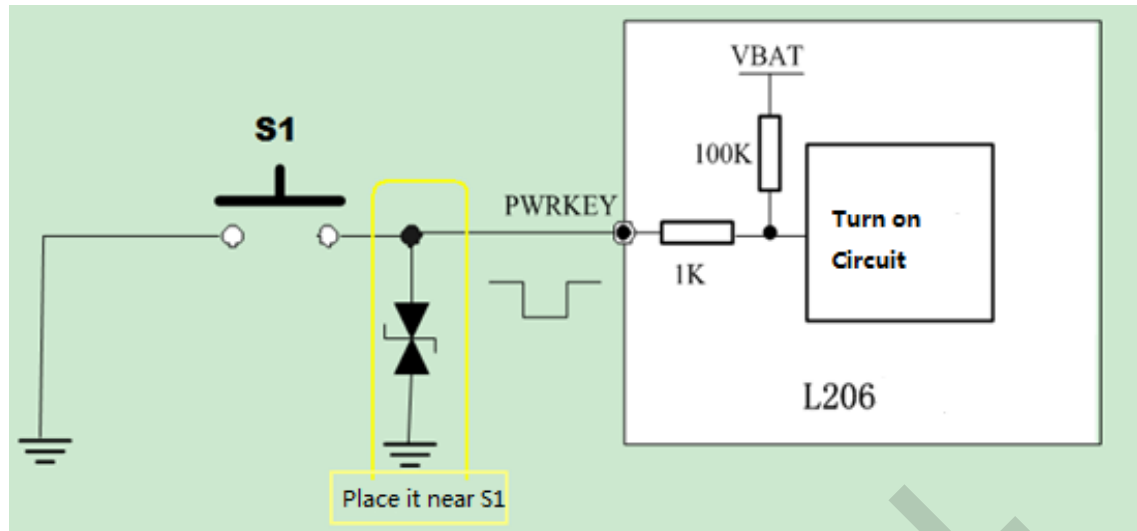 VBAT
S1
100K
PWRKEY
Turn on
Circuit
1K
L206
Place it near S1